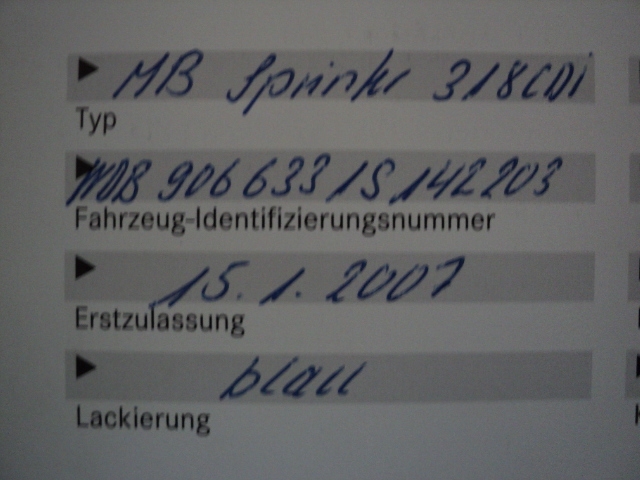 MB Sprinter 318CDI
Typ
WDB 906 633 1S 142203
Fahrzeug-Identifizierungsnummer
15. 1. 2007
Erstzulassung
blau
Lackierung